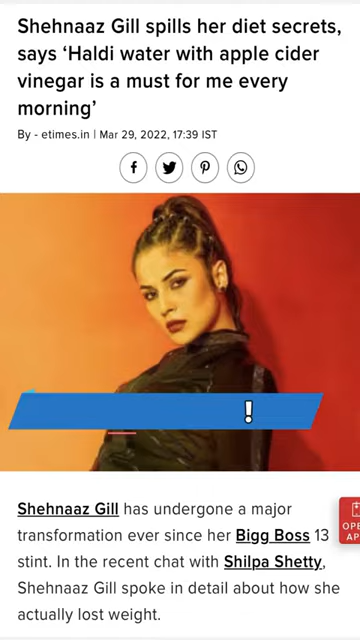 Shehnaaz Gill spills her diet secrets,
says ‘Haldi water with apple cider
vinegar is a must for me every
morning’
By - etimes.in | Mar 29, 2022, 17:39 IST
!
Shehnaaz Gill has undergone a major
transformation ever since her Bigg Boss 13
stint. In the recent chat with Shilpa Shetty,
Shehnaaz Gill spoke in detail about how she
actually lost weight.
OPE
AP